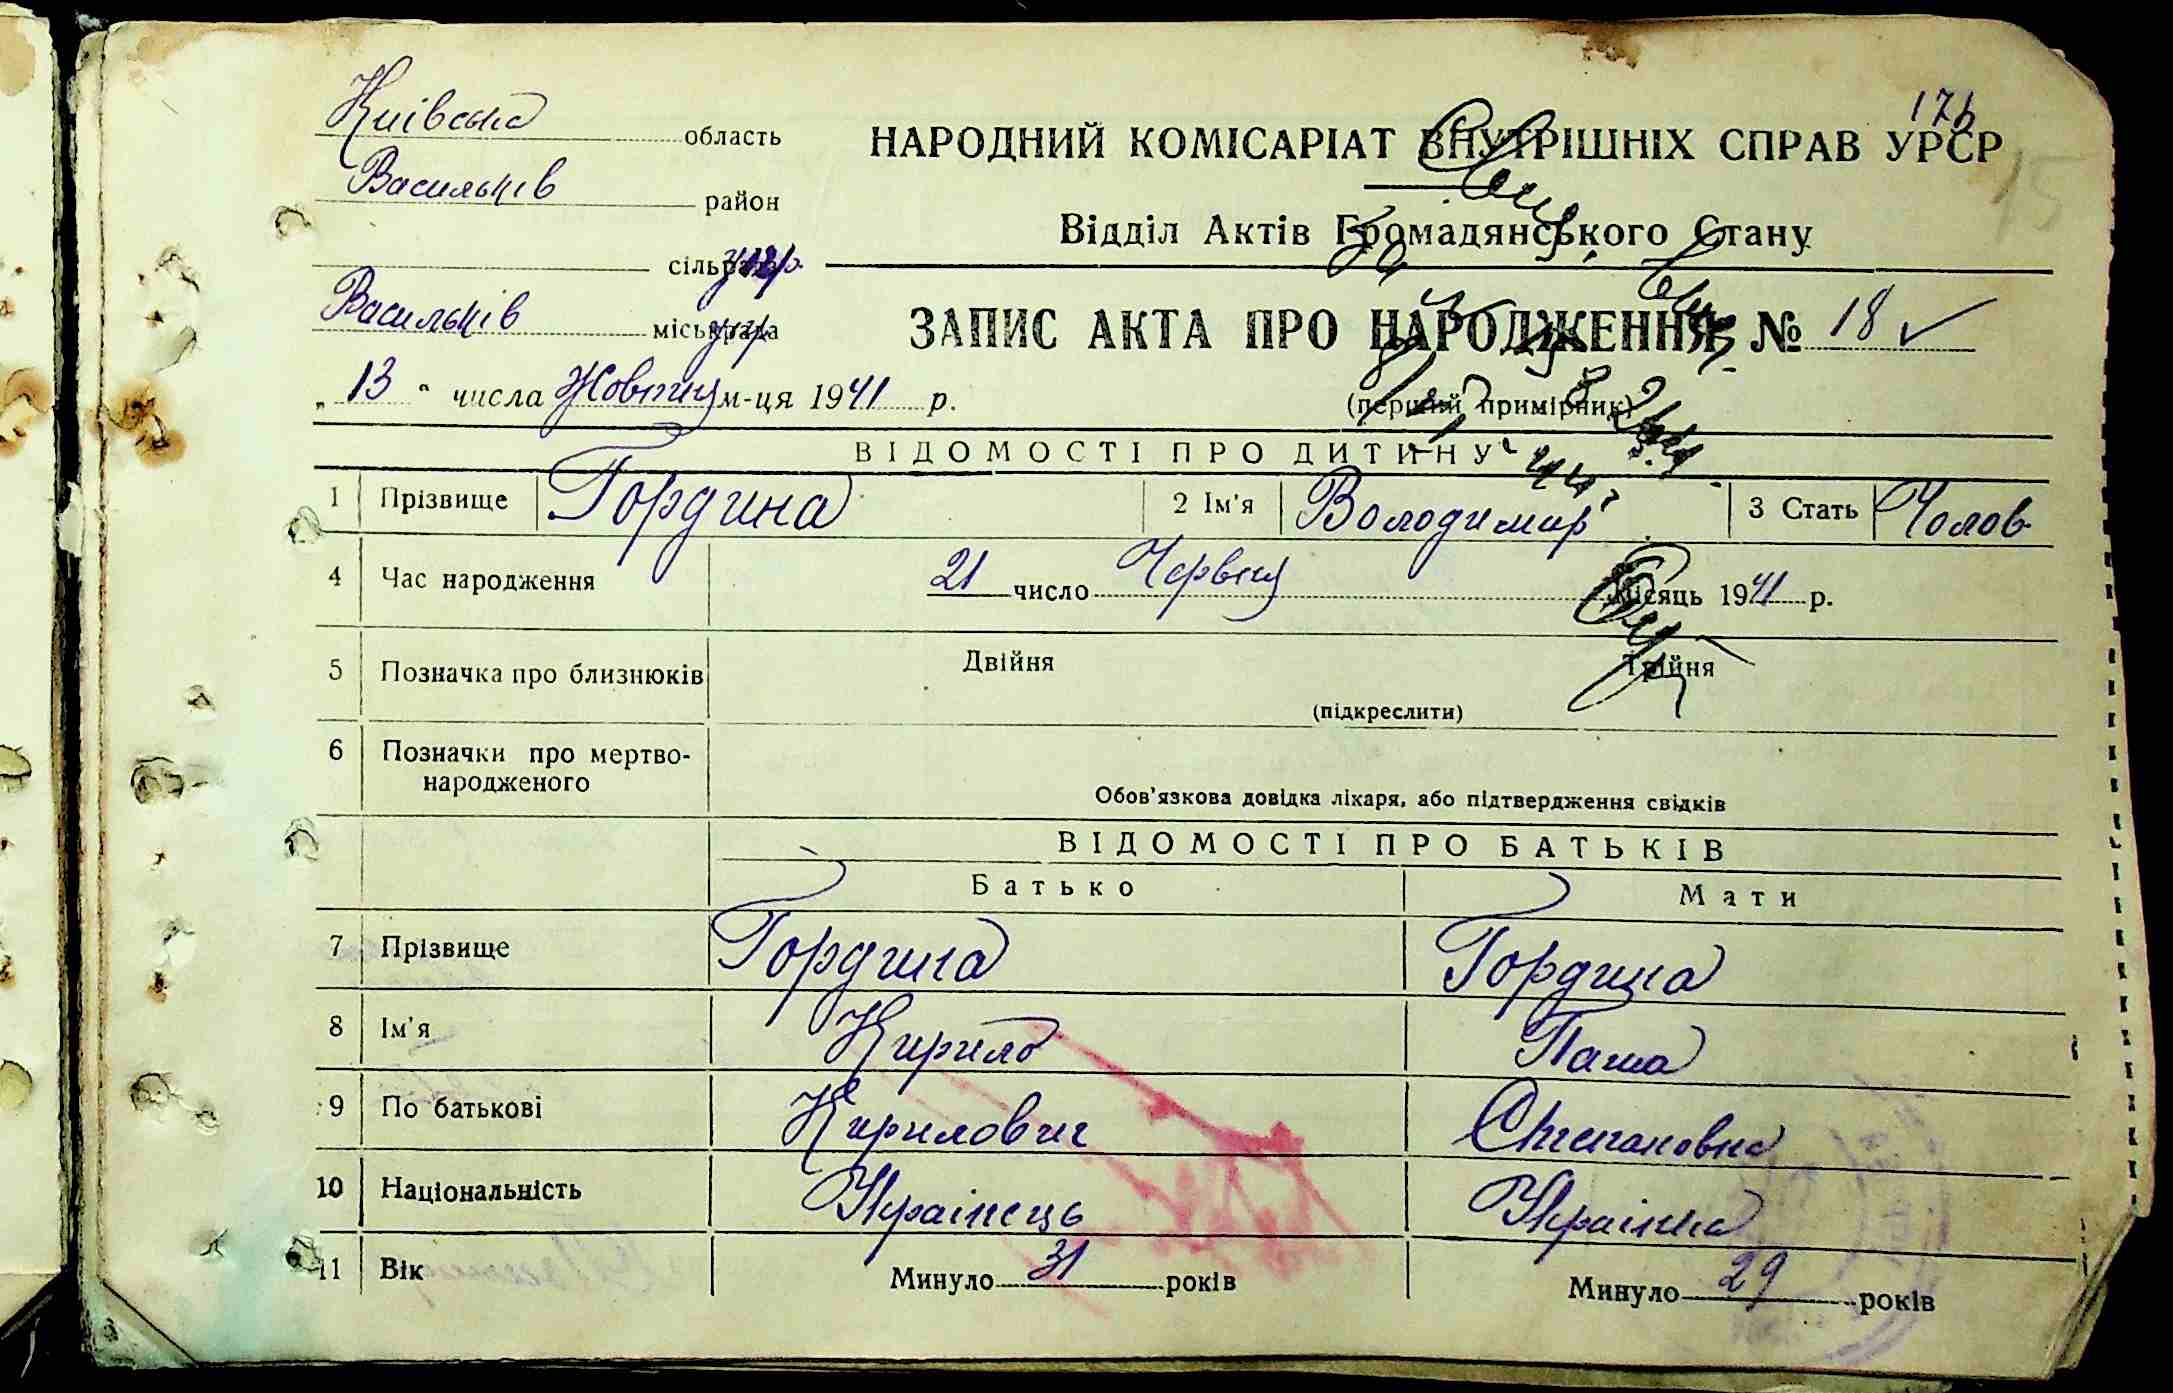 Київська область
176
НАРОДНИЙ КОМІСАРІАТ ВНУТРІШНІХ СПРАВ УРСР
15
Васильків район
Відділ Актів Громадянського Стану
сільрада
Васильків міськрада
ЗАПИС АКТА ПРО НАРОДЖЕННЯ № 18
„ 13 “ числа Жовтня м-ця 1941 р.
(перший примірник)
ВІДОМОСТІ ПРО ДИТИНУ
1 Прізвище Гордина 2 Ім'я Володимир 3 Стать Чолов
4 Час народження 21 число Червня місяць 1941 р.
5 Позначка про близнюків Двійня Трійня
(підкреслити)
6 Позначки про мертво-
народженого
Обов'язкова довідка лікаря, або підтвердження свідків
ВІДОМОСТІ ПРО БАТЬКІВ
Батько Мати
7 Прізвище Гордина Гордина
8 Ім'я Кирило Паша
9 По батькові Кирилович Степановна
10 Національність Українець Українка
11 Вік Минуло 31 років Минуло 29 років